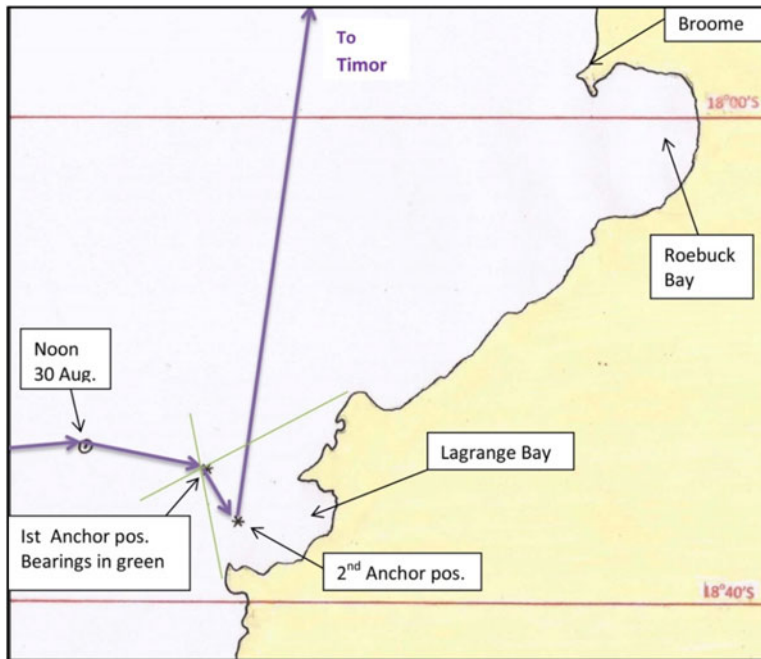 To
Timor
Broome
18°00'S
Roebuck
Bay
Noon
30 Aug.
Lagrange Bay
Ist Anchor pos.
Bearings in green
2nd Anchor pos.
18°40'S